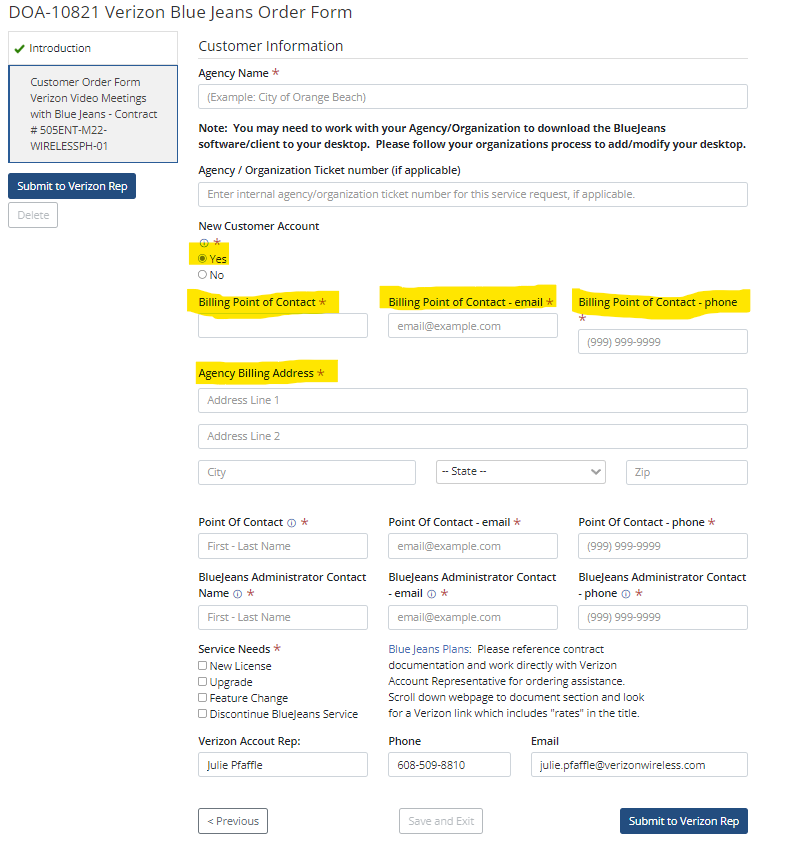 DOA-10821 Verizon Blue Jeans Order Form
Introduction
Customer Order Form
Verizon Video Meetings
with Blue Jeans - Contract
# 505ENT-M22-
WIRELESSPH-01
Submit to Verizon Rep
Delete
Customer Information
Agency Name *
(Example: City of Orange Beach)
Note: You may need to work with your Agency/Organization to download the BlueJeans
software/client to your desktop. Please follow your organizations process to add/modify your desktop.
Agency / Organization Ticket number (if applicable)
Enter internal agency/organization ticket number for this service request, if applicable.
New Customer Account
*
Yes
No
Billing Point of Contact * Billing Point of Contact - email * Billing Point of Contact - phone
*
email@example.com
(999) 999-9999
Agency Billing Address *
Address Line 1
Address Line 2
City -- State -- Zip
Point Of Contact * Point Of Contact - email * Point Of Contact - phone *
First - Last Name email@example.com (999) 999-9999
BlueJeans Administrator Contact BlueJeans Administrator Contact BlueJeans Administrator Contact
Name * - email * - phone *
First - Last Name email@example.com (999) 999-9999
Service Needs *
New License
Upgrade
Feature Change
Discontinue BlueJeans Service
Blue Jeans Plans: Please reference contract
documentation and work directly with Verizon
Account Representative for ordering assistance.
Scroll down webpage to document section and look
for a Verizon link which includes "rates" in the title.
Verizon Accout Rep: Phone Email
Julie Pfaffle 608-509-8810 julie.pfaffle@verizonwireless.com
< Previous Save and Exit Submit to Verizon Rep